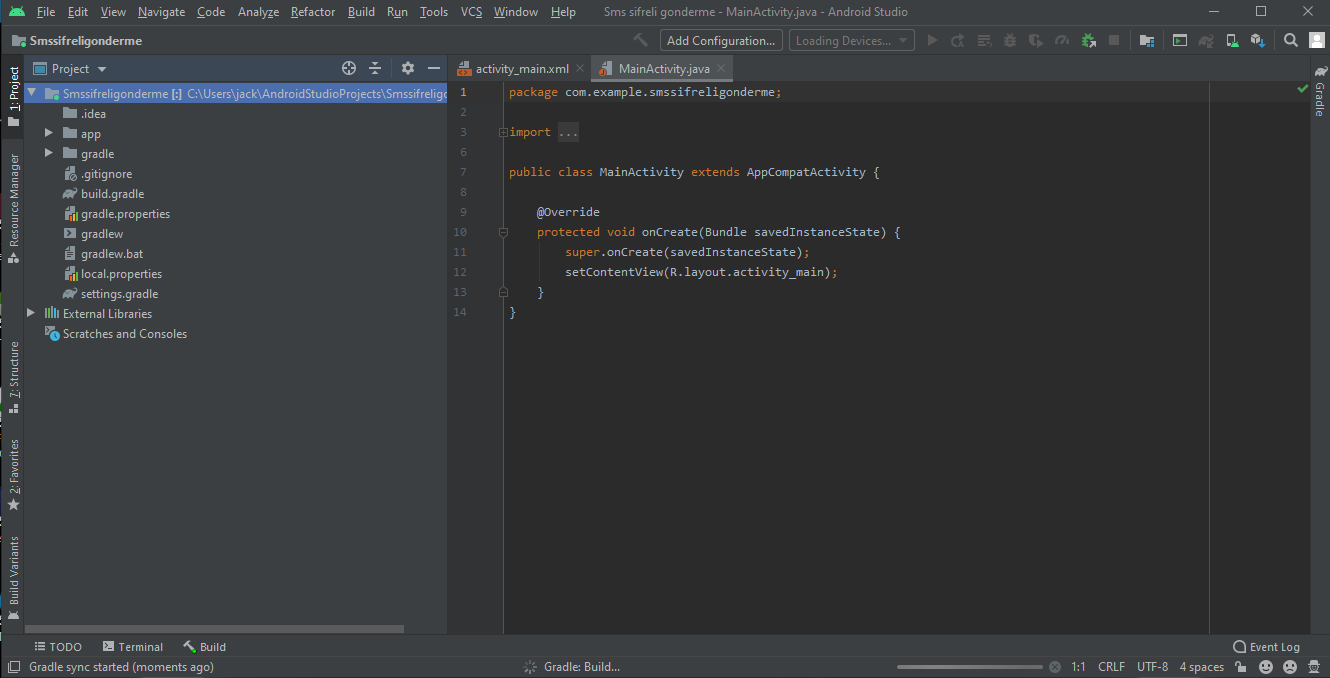 File Edit View Navigate Code Analyze Refactor Build Run Tools VCS Window Help Sms sifreli gonderme - MainActivity.java - Android Studio
Smssifreligonderme Add Configuration... Loading Devices...
Project activity_main.xml MainActivity.java
Smssifreligonderme [:] C:\Users\jack\AndroidStudioProjects\Smssifreligo
.idea
app
gradle
.gitignore
build.gradle
gradle.properties
gradlew
gradlew.bat
local.properties
settings.gradle
External Libraries
Scratches and Consoles
1 package com.example.smssifreligonderme;
2
3 import ...
6
7 public class MainActivity extends AppCompatActivity {
8
9 @Override
10 protected void onCreate(Bundle savedInstanceState) {
11 super.onCreate(savedInstanceState);
12 setContentView(R.layout.activity_main);
13 }
14 }
1: Project
Resource Manager
7: Structure
2: Favorites
Build Variants
Gradle
TODO Terminal Build Event Log
Gradle sync started (moments ago) Gradle: Build... 1:1 CRLF UTF-8 4 spaces